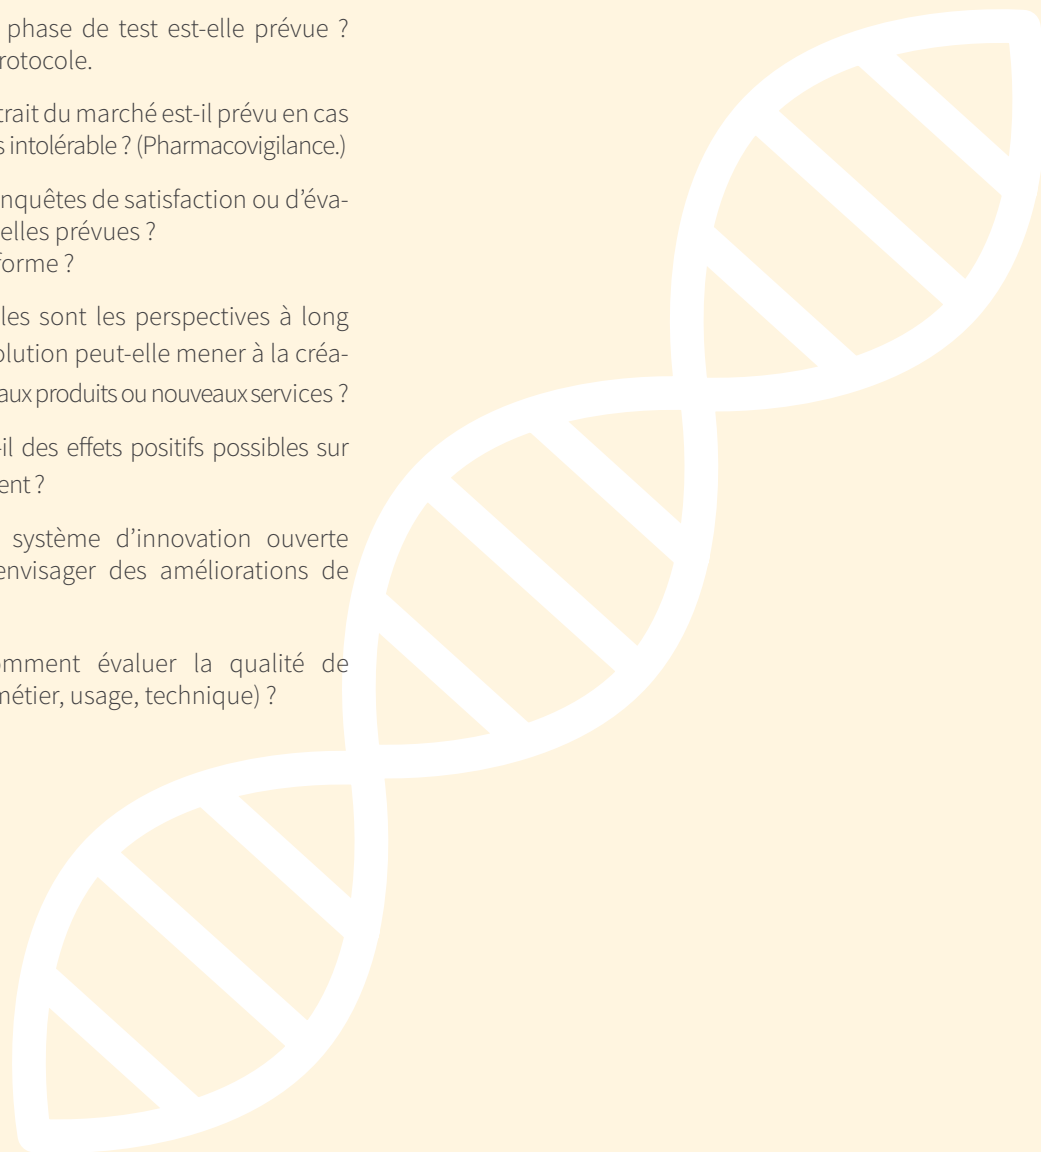 phase de test est-elle prévue ?
rotocole.
trait du marché est-il prévu en cas
s intolérable ? (Pharmacovigilance.)
nquêtes de satisfaction ou d’éva-
elles prévues ?
forme ?
les sont les perspectives à long
olution peut-elle mener à la créa-
aux produits ou nouveaux services ?
-il des effets positifs possibles sur
ent ?
système d’innovation ouverte
envisager des améliorations de
omment évaluer la qualité de
métier, usage, technique) ?